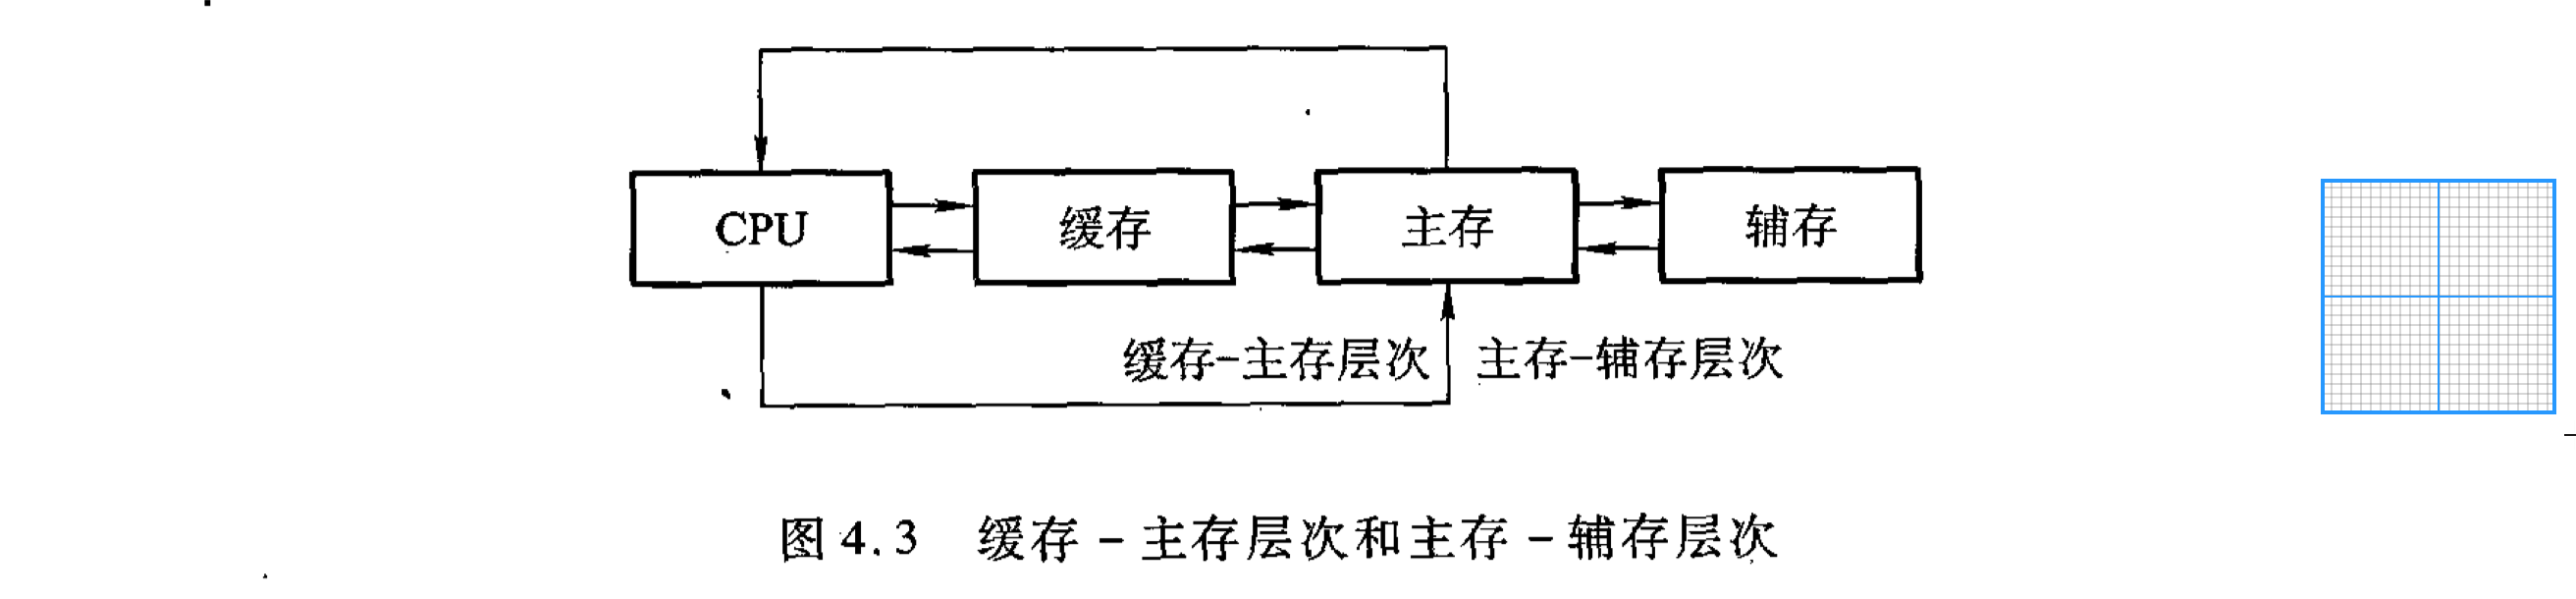 CPU 缓存 主存 辅存
缓存-主存层次 主存-辅存层次
图 4.3 缓存 - 主存层次和主存 - 辅存层次